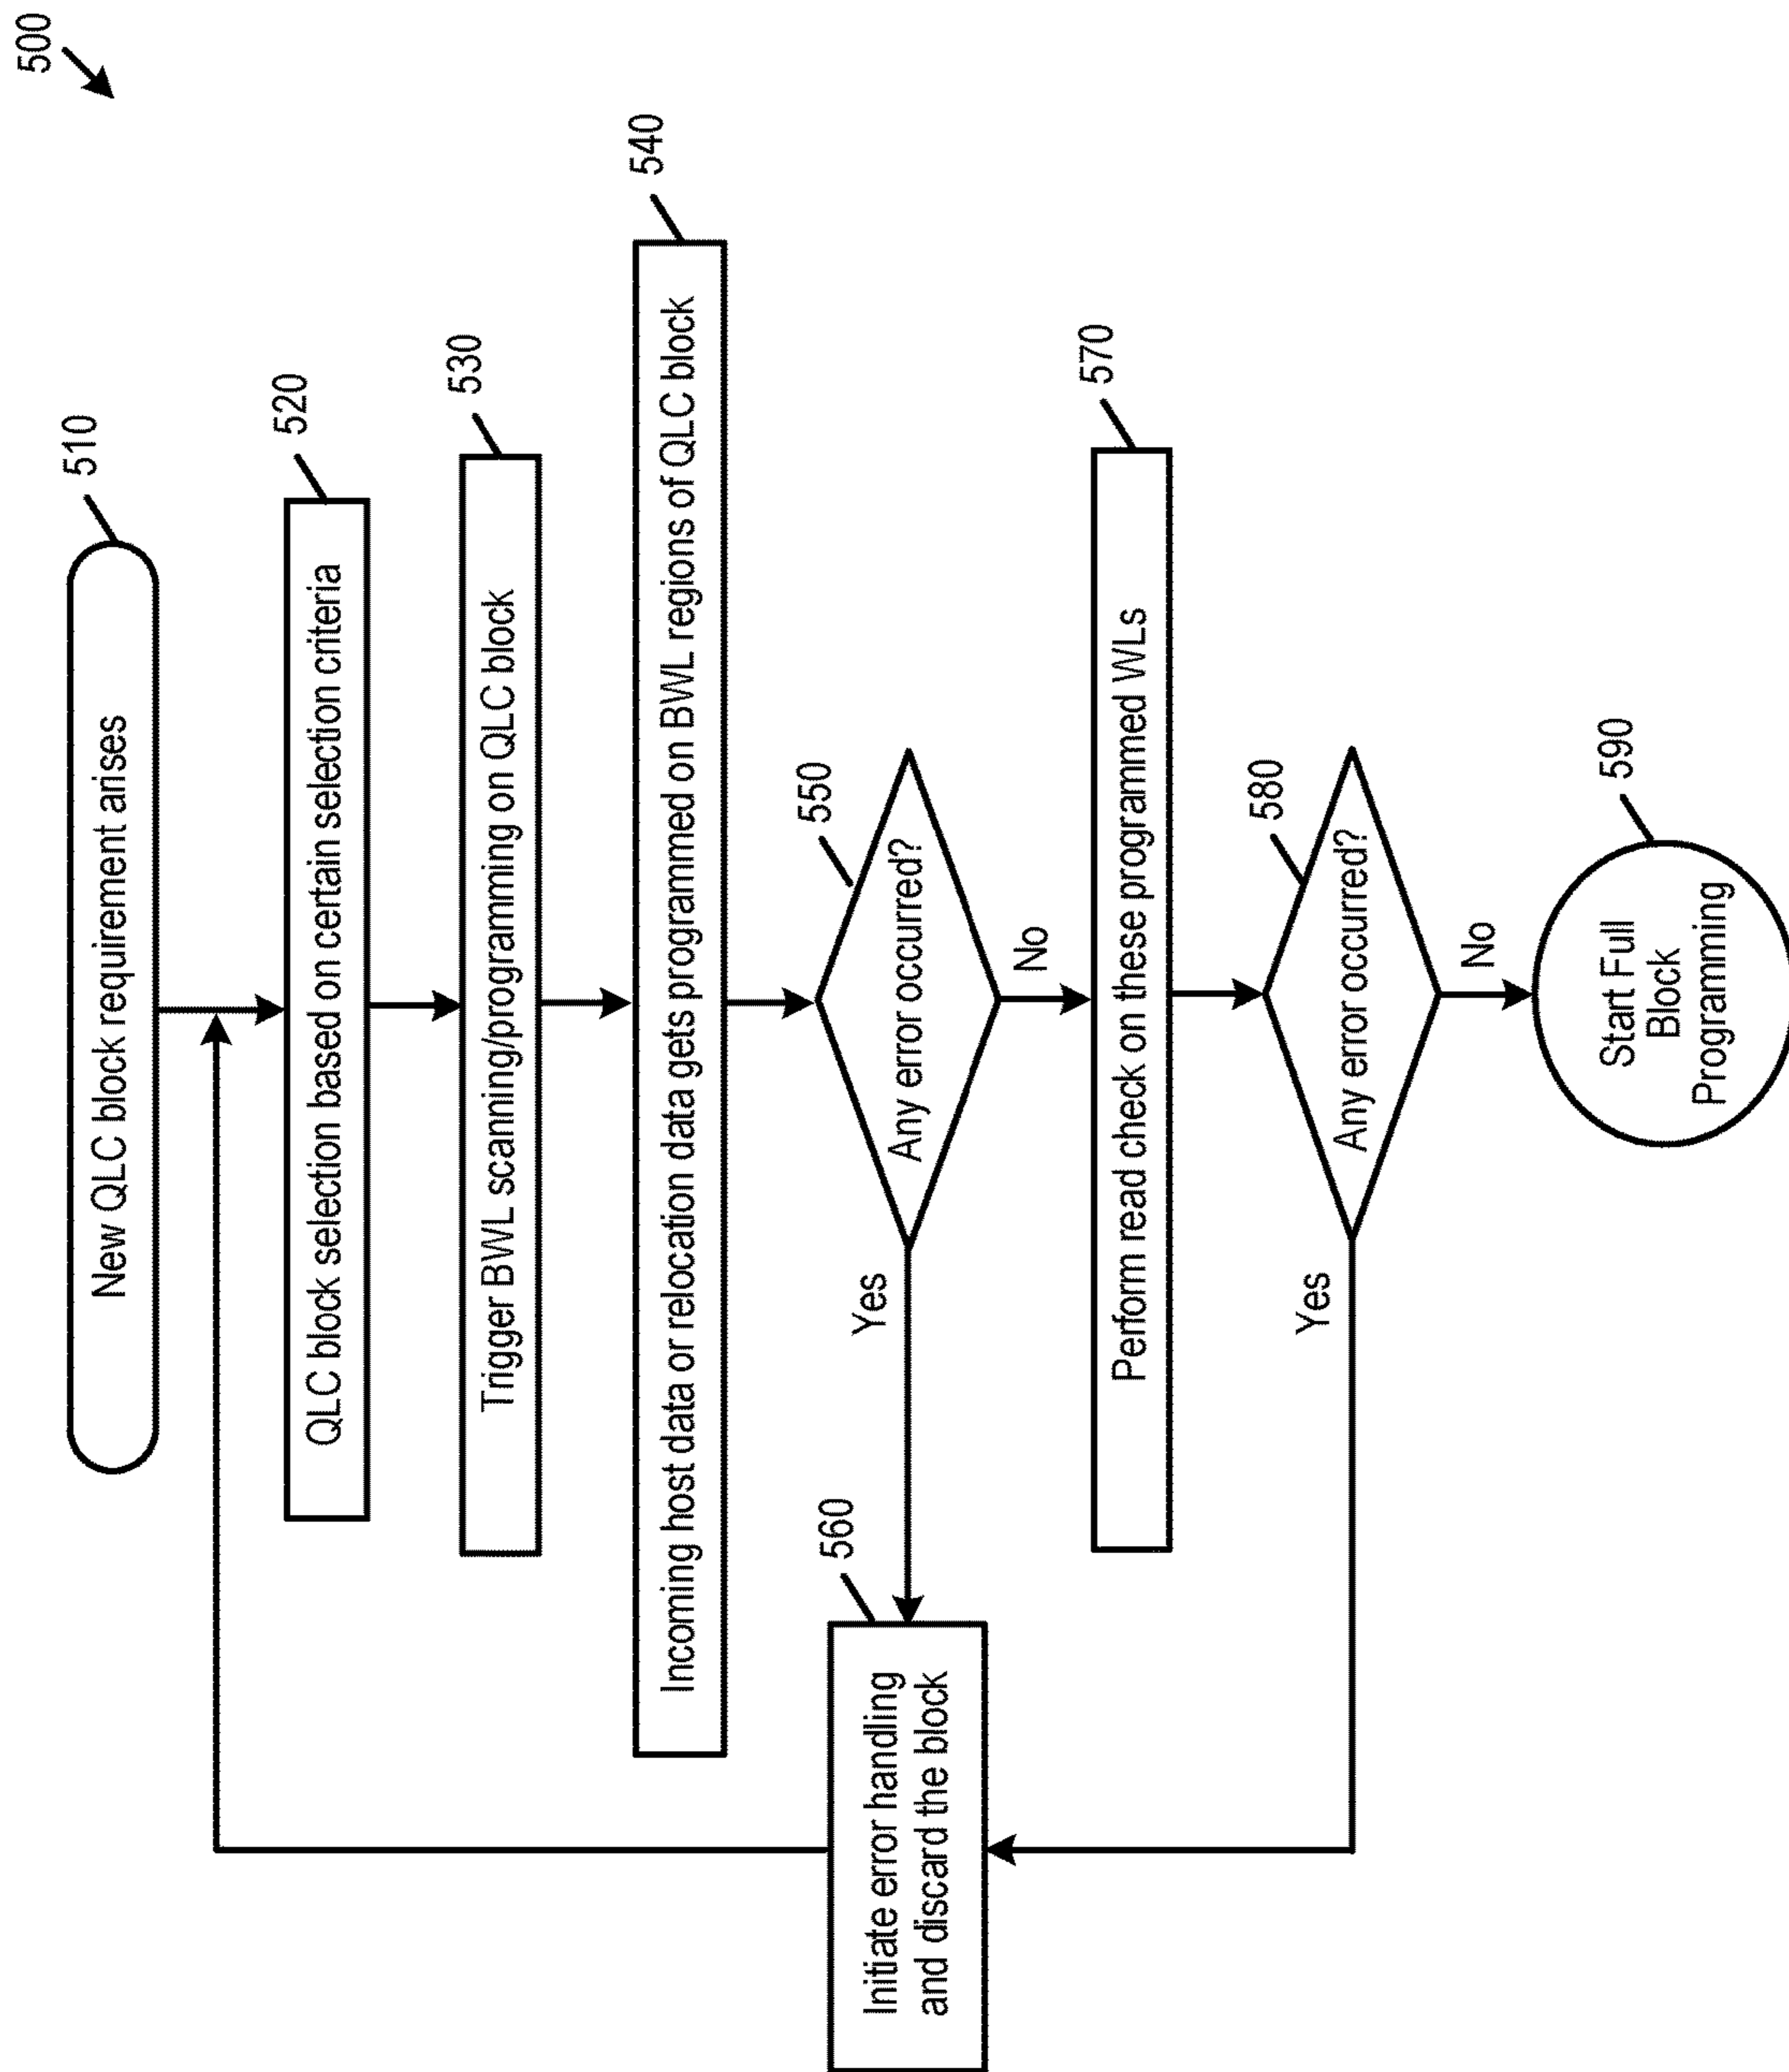 500
510
New QLC block requirement arises
520
QLC block selection based on certain selection criteria
530
Trigger BWL scanning/programming on QLC block
540
Incoming host data or relocation data gets programmed on BWL regions of QLC block
550
Any error occurred?
Yes
No
560
Initiate error handling
and discard the block
570
Perform read check on these programmed WLs
580
Any error occurred?
Yes
No
590
Start Full
Block
Programming